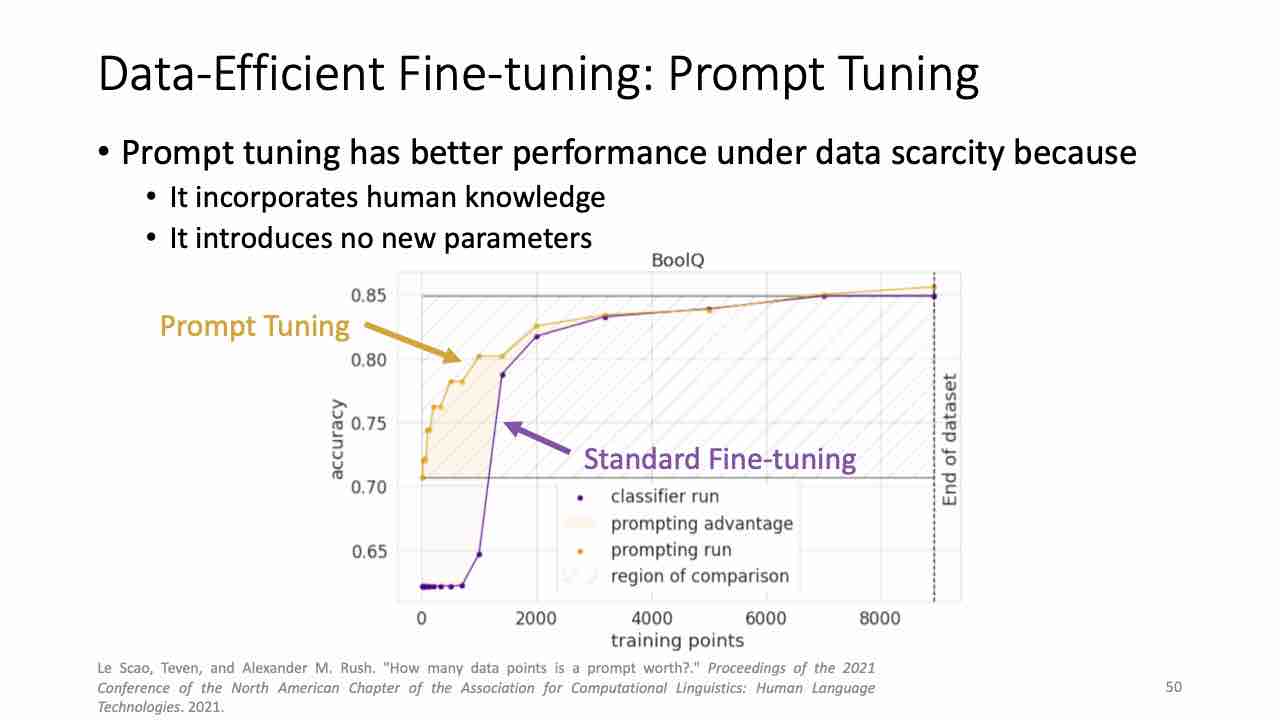 Data-Efficient Fine-tuning: Prompt Tuning
• Prompt tuning has better performance under data scarcity because
• It incorporates human knowledge
• It introduces no new parameters
BoolQ
0.85
0.80
0.75
0.70
0.65
accuracy
Prompt Tuning
Standard Fine-tuning
End of dataset
classifier run
prompting advantage
prompting run
region of comparison
0 2000 4000 6000 8000
training points
Le Scao, Teven, and Alexander M. Rush. "How many data points is a prompt worth?." Proceedings of the 2021
Conference of the North American Chapter of the Association for Computational Linguistics: Human Language
Technologies. 2021.
50